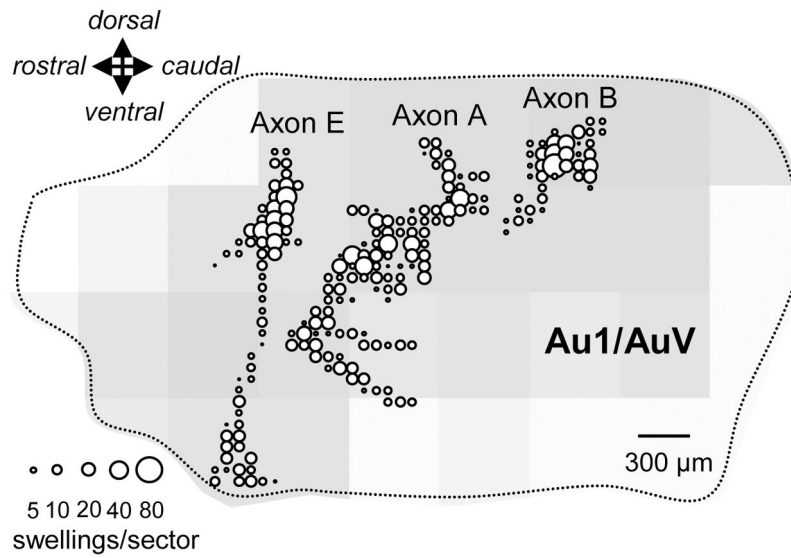 dorsal
rostral caudal
ventral
Axon E Axon A Axon B
Au1/AuV
300 µm
5 10 20 40 80
swellings/sector